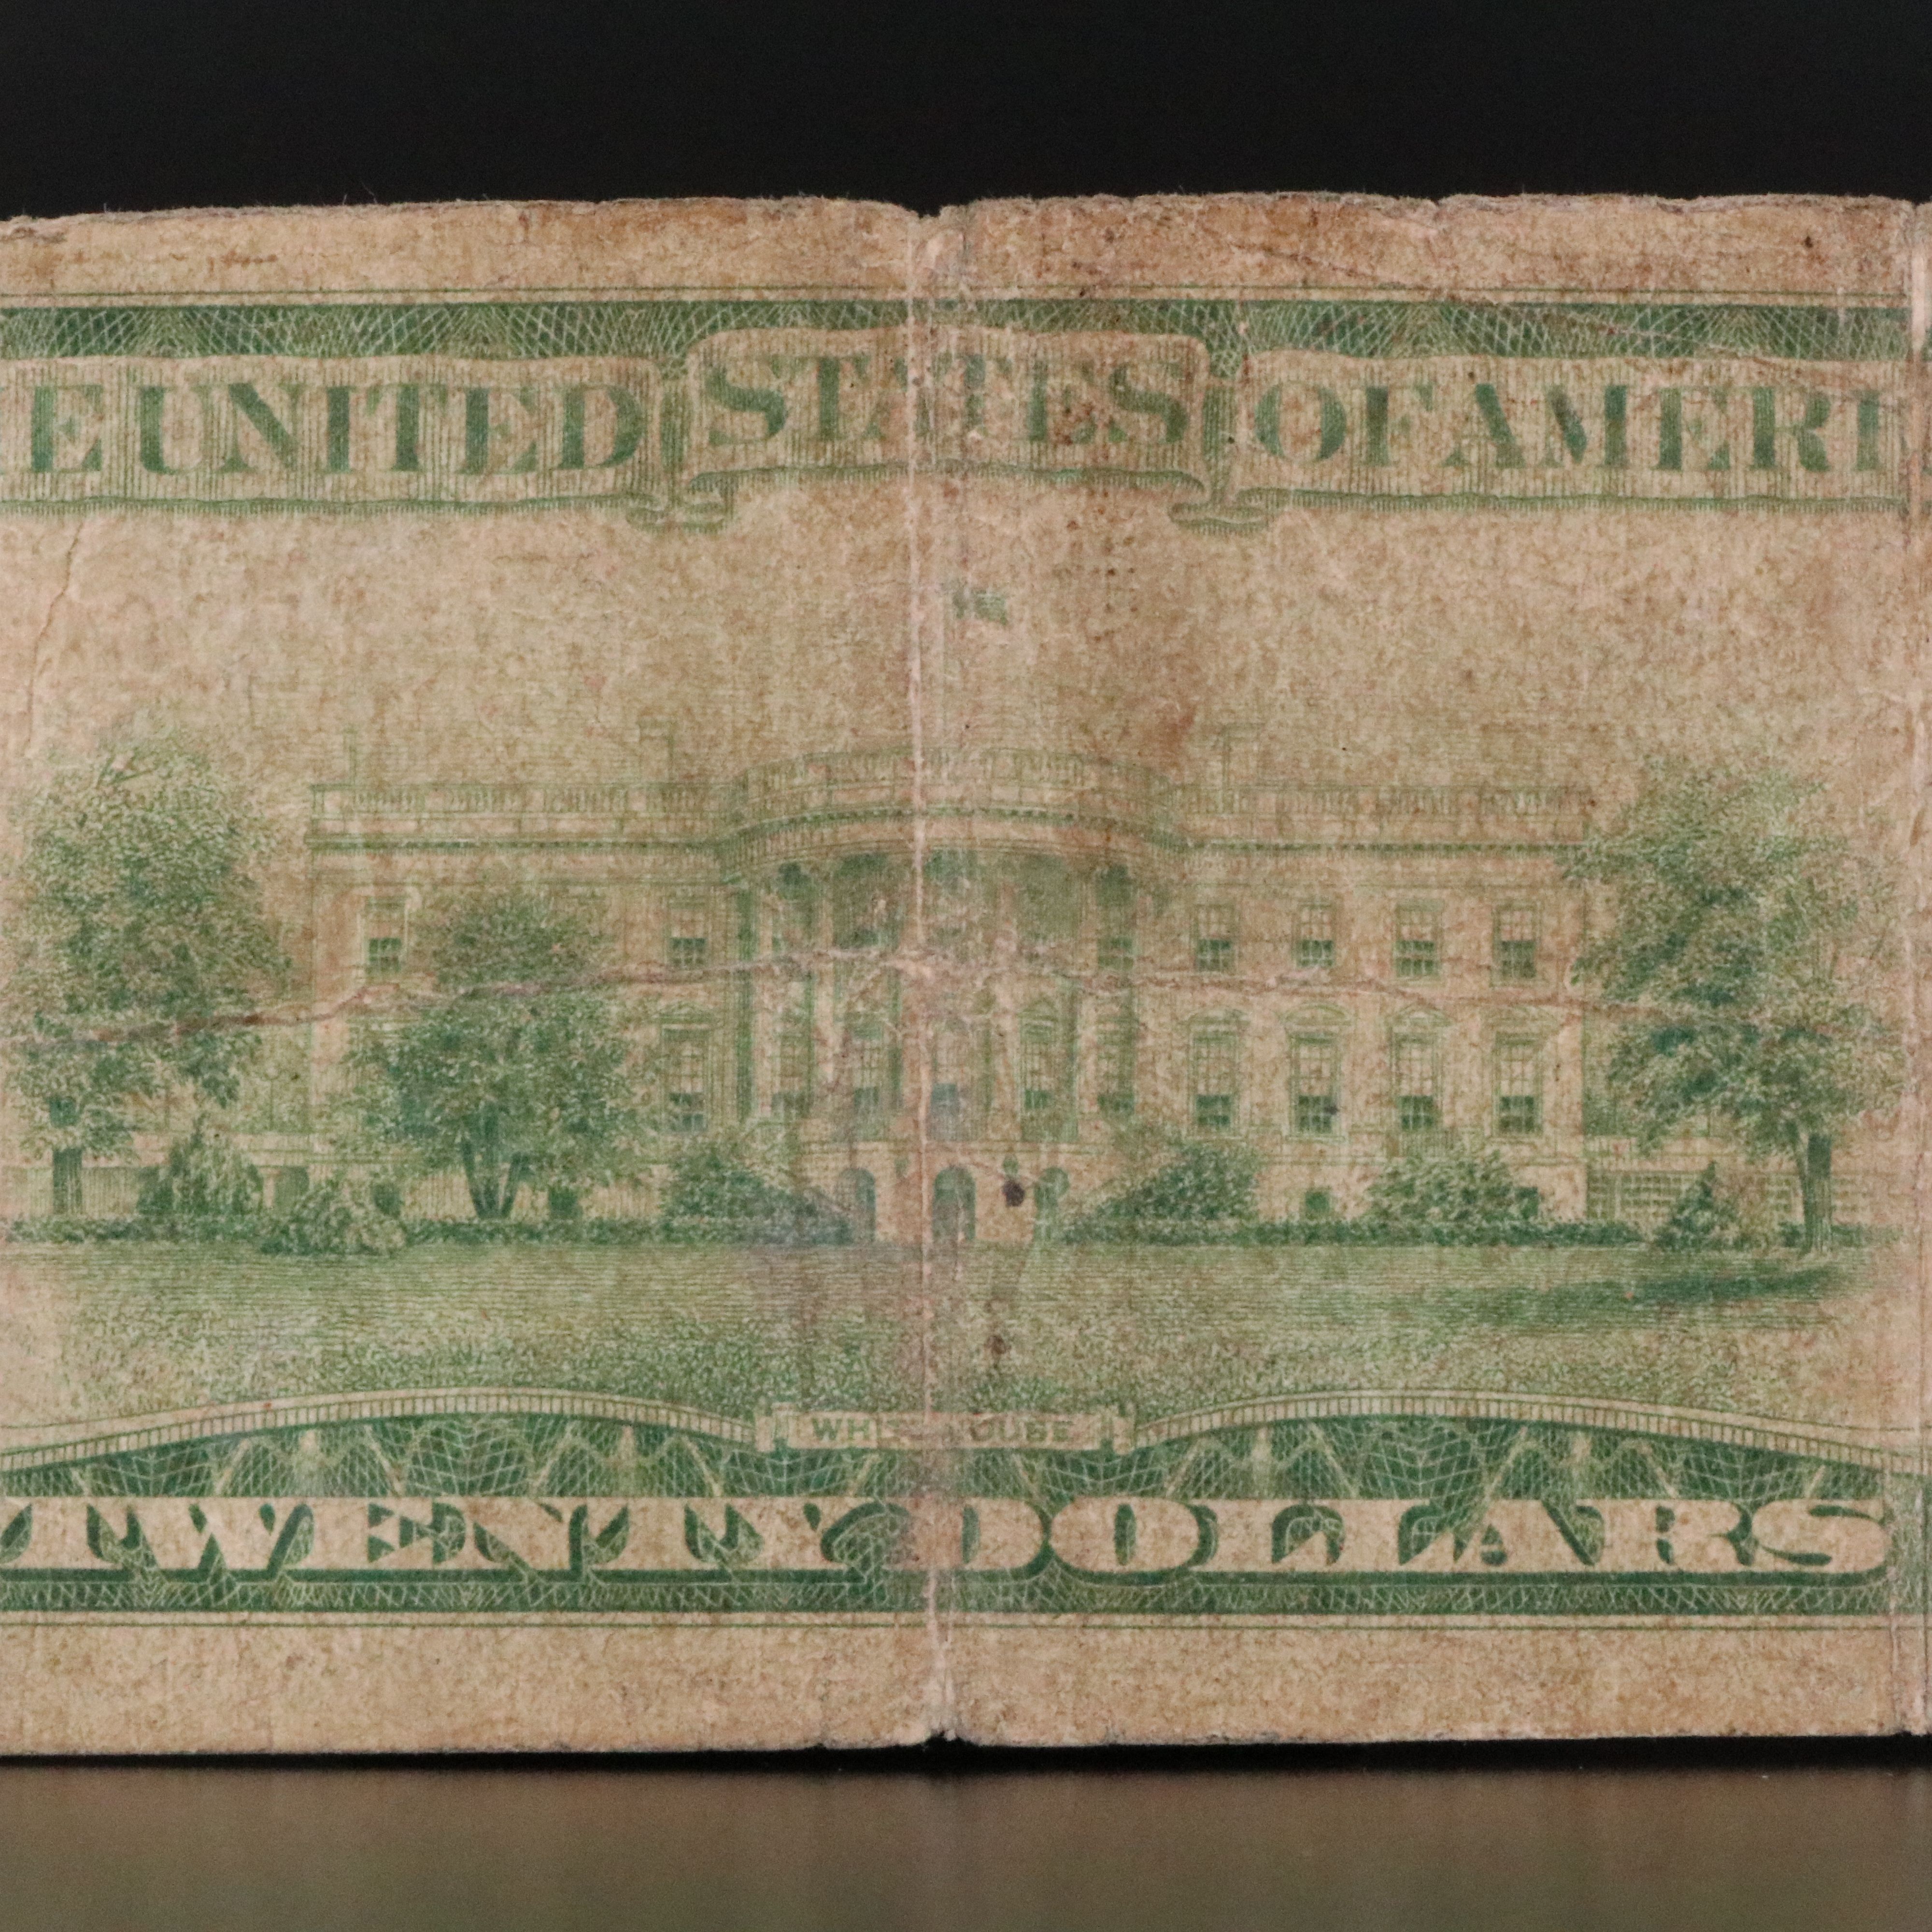 E UNITED STATES OF AMERI
TWENTY DOLLARS